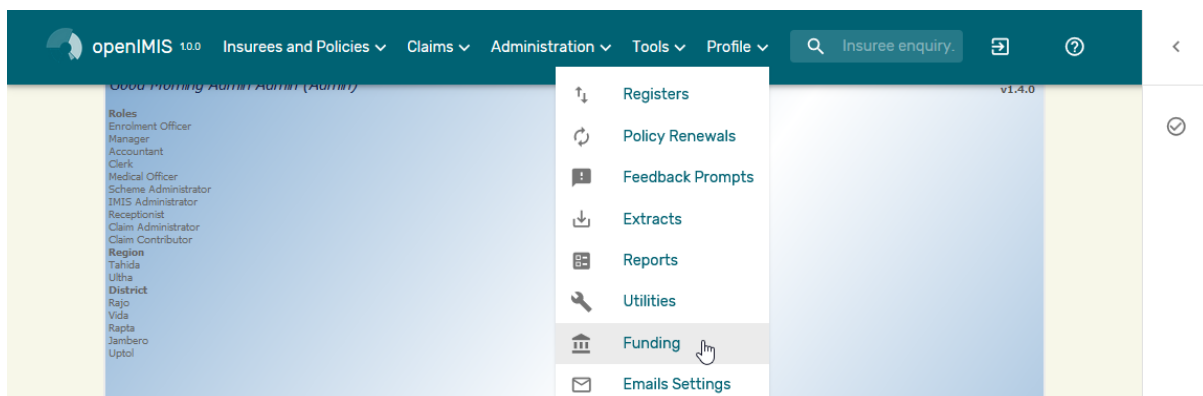 openIMIS 1.0.0 Insurees and Policies Claims Administration Tools Profile Insuree enquiry.
Good Morning Admin Admin (Admin)
v1.4.0
Roles
Enrolment Officer
Manager
Accountant
Clerk
Medical Officer
Scheme Administrator
IMIS Administrator
Receptionist
Claim Administrator
Claim Contributor
Region
Tahida
Ultha
District
Rajo
Vida
Rapta
Jambero
Uptol
Registers
Policy Renewals
Feedback Prompts
Extracts
Reports
Utilities
Funding
Emails Settings